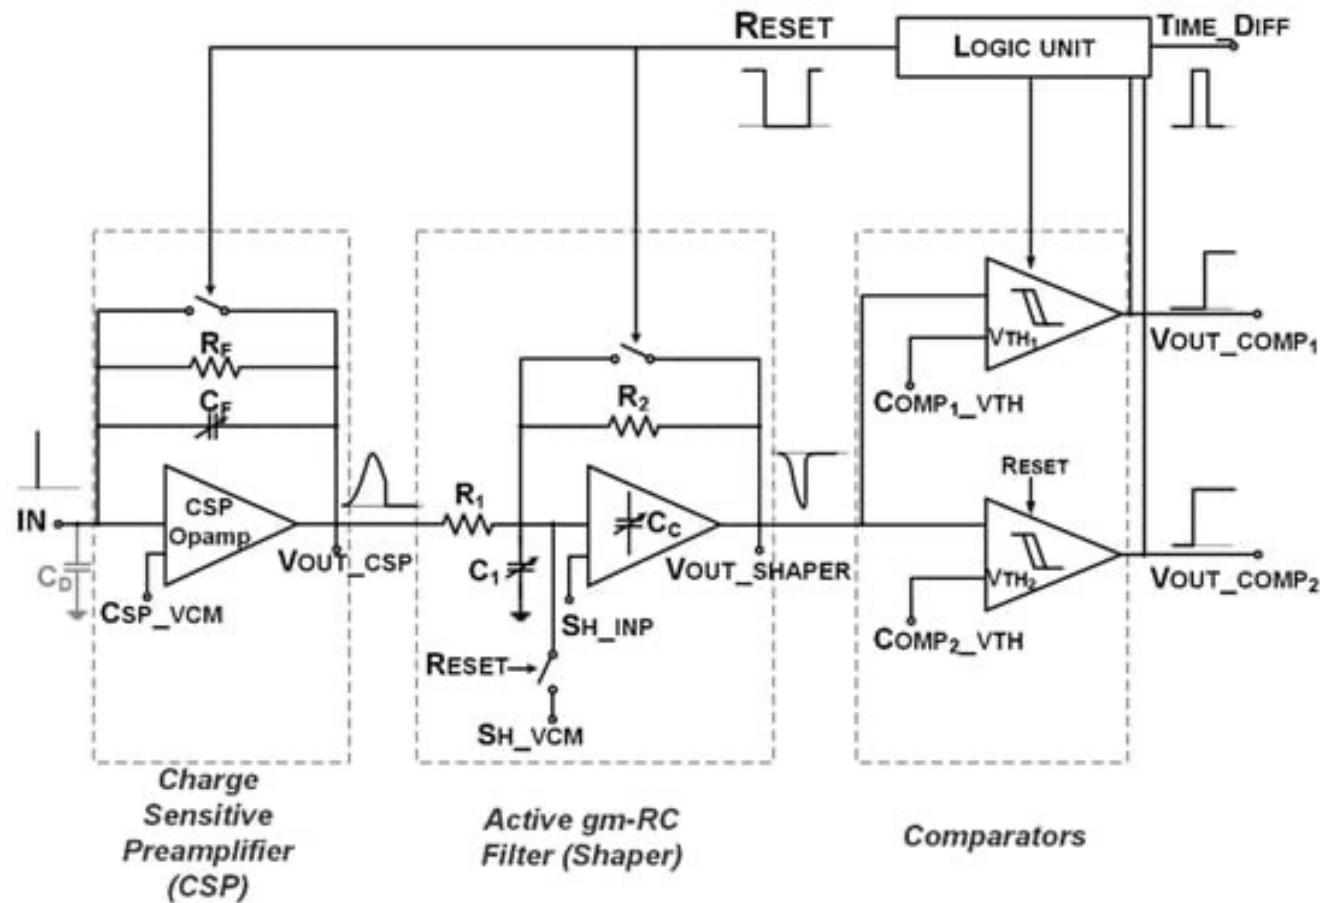 RESET
LOGIC UNIT
TIME_DIFF
RF
CF
CSP
Opamp
IN
CD
CSP_VCM
VOUT_CSP
R2
R1
C1
CC
VOUT_SHAPER
SH_INP
RESET
SH_VCM
VTH1
COMP1_VTH
VOUT_COMP1
RESET
VTH2
COMP2_VTH
VOUT_COMP2
Charge
Sensitive
Preamplifier
(CSP)
Active gm-RC
Filter (Shaper)
Comparators